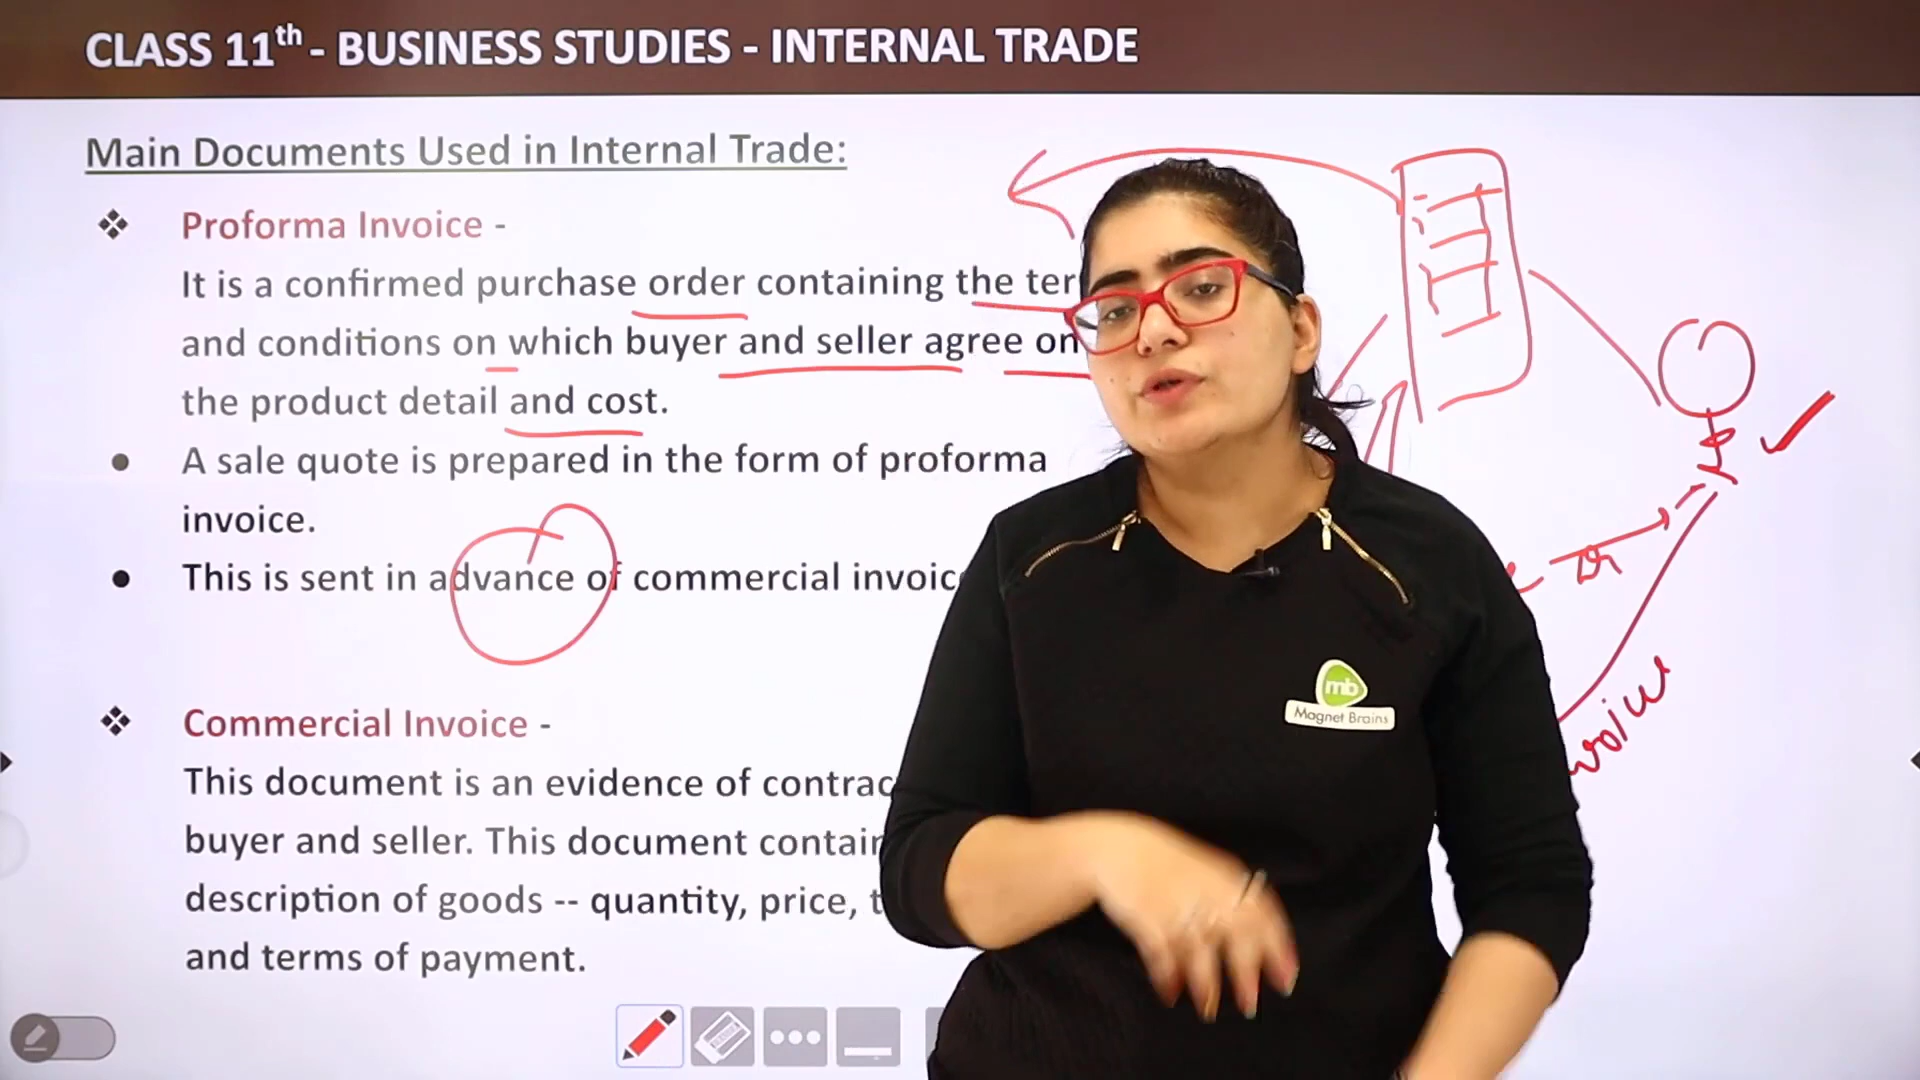 CLASS 11th - BUSINESS STUDIES - INTERNAL TRADE
Main Documents Used in Internal Trade:
❖ Proforma Invoice -
It is a confirmed purchase order containing the
and conditions on which buyer and seller agree on
the product detail and cost.
● A sale quote is prepared in the form of proforma
invoice.
● This is sent in advance of commercial
❖ Commercial Invoice -
This document is an evidence of
buyer and seller. This document
description of goods -- quantity, price,
and terms of payment.
mb
Magnet Brains